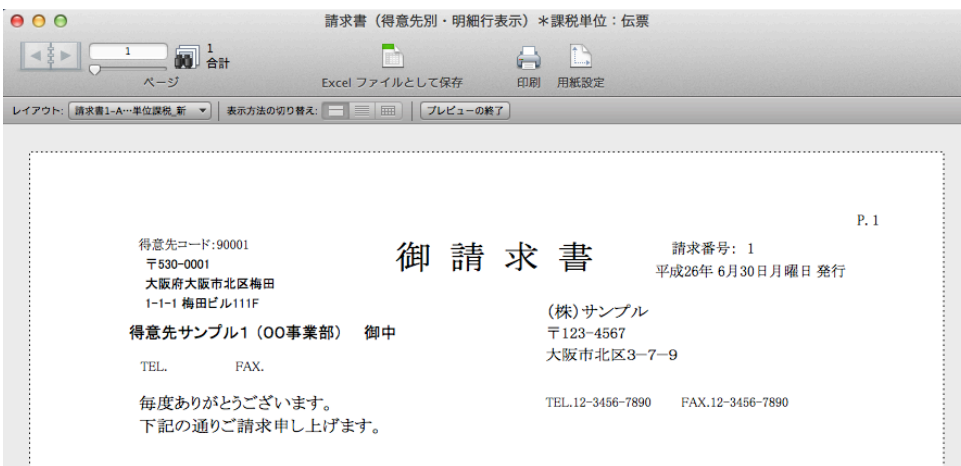 請求書（得意先別・明細行表示）＊課税単位：伝票
1
1
合計
ページ
Excel ファイルとして保存
印刷
用紙設定
レイアウト: 請求書1-A…単位課税_新
表示方法の切り替え:
プレビューの終了
P. 1
得意先コード:90001
〒530-0001
大阪府大阪市北区梅田
1-1-1 梅田ビル111F
御 請 求 書
請求番号: 1
平成26年 6月30日月曜日 発行
得意先サンプル１（OO事業部） 御中
(株)サンプル
〒123-4567
大阪市北区3－7－9
TEL. FAX.
TEL.12-3456-7890 FAX.12-3456-7890
毎度ありがとうございます。
下記の通りご請求申し上げます。